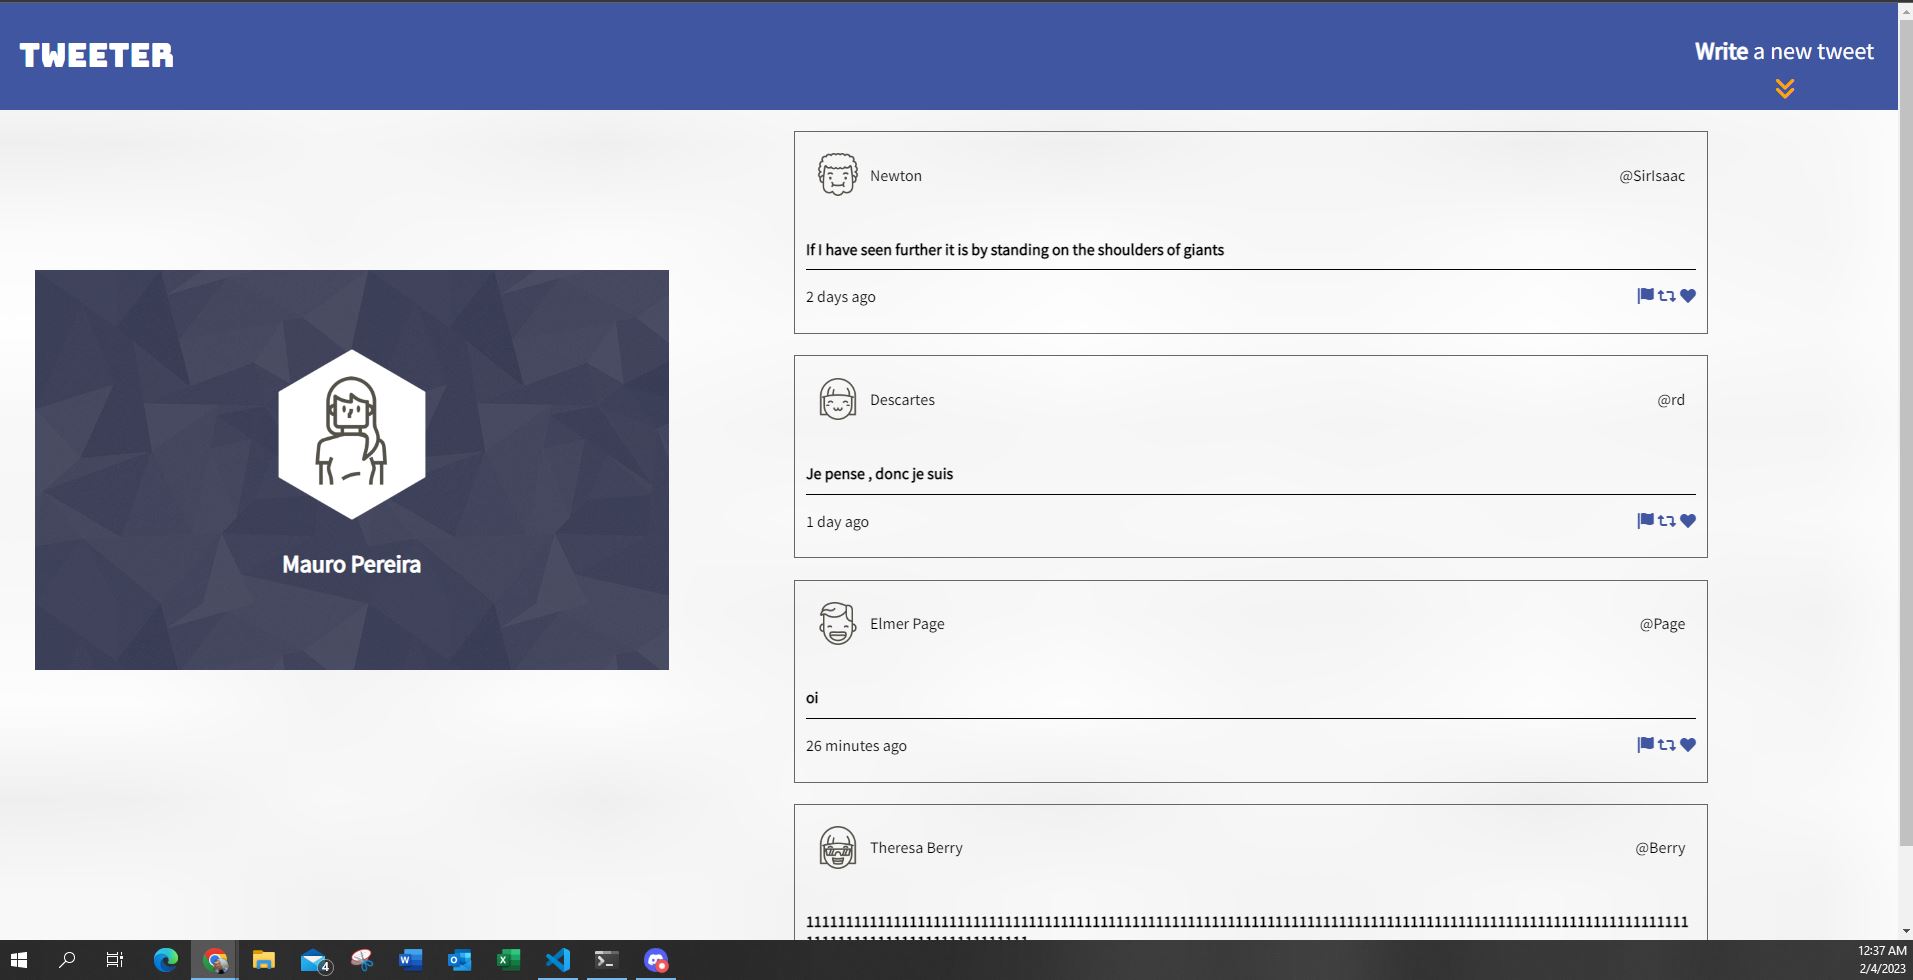 TWEETER
Write a new tweet
Mauro Pereira
Newton @SirIsaac
If I have seen further it is by standing on the shoulders of giants
2 days ago
Descartes @rd
Je pense , donc je suis
1 day ago
Elmer Page @Page
oi
26 minutes ago
Theresa Berry @Berry
4
12:37 AM
2/4/2023